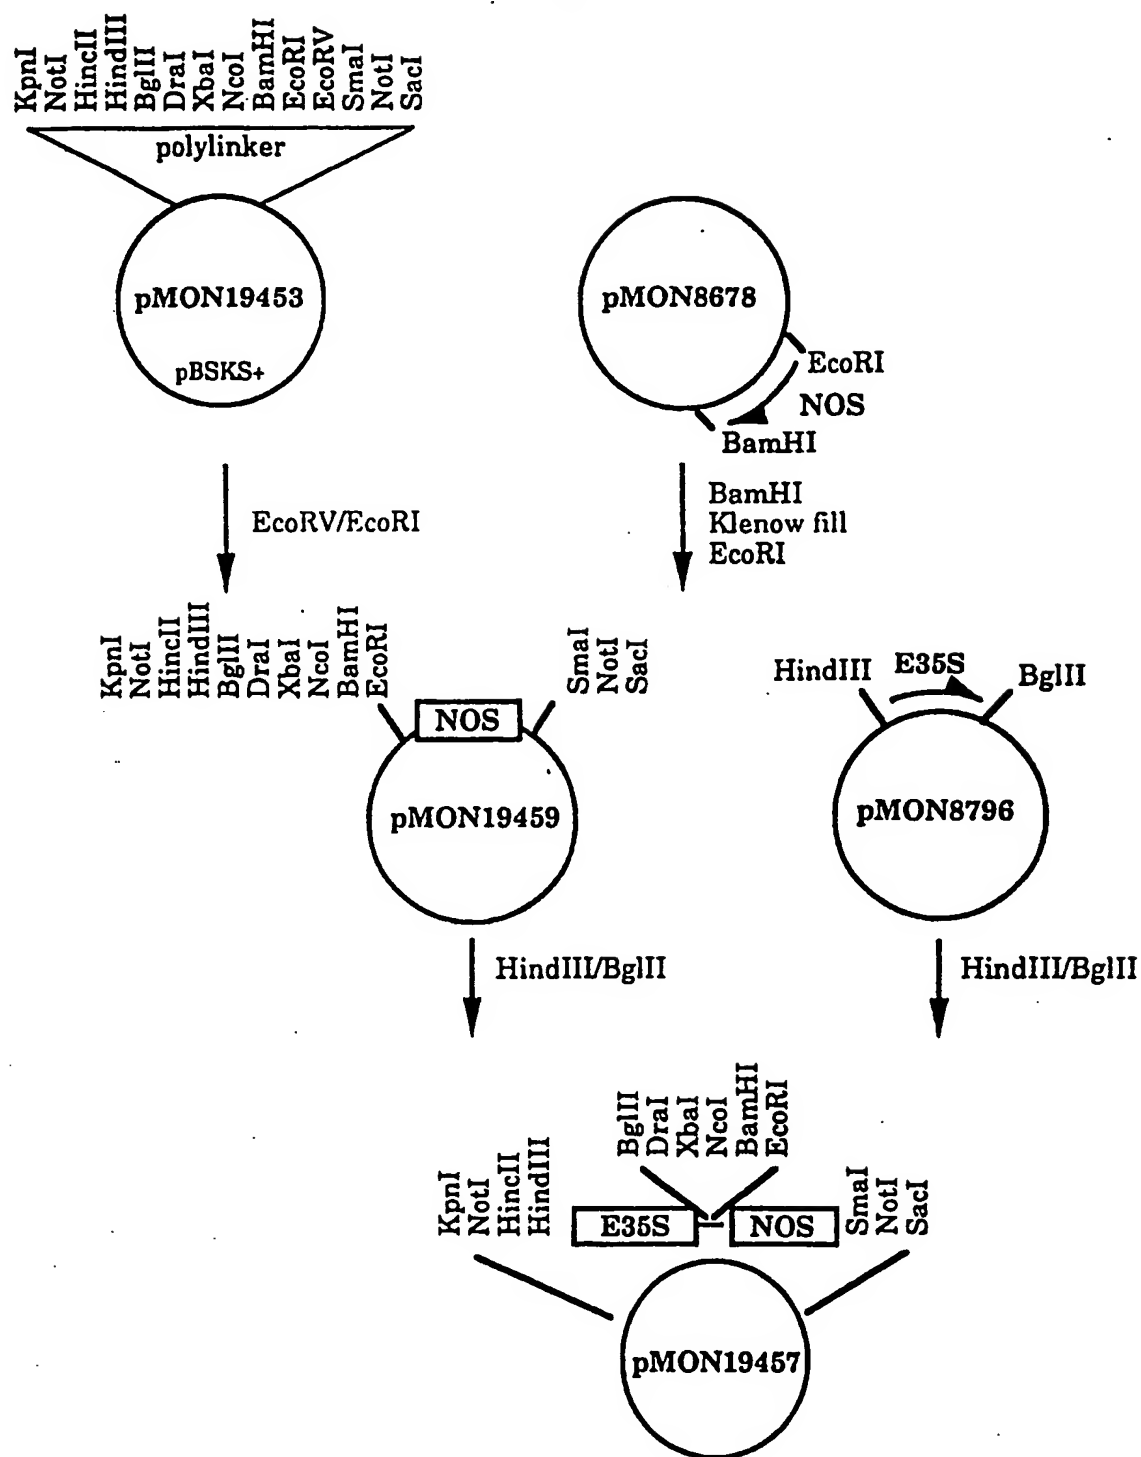 KpnI
NotI
HincII
HindIII
BglII
DraI
XbaI
NcoI
BamHI
EcoRI
EcoRV
SmaI
NotI
SacI
polylinker
pMON19453
pBSKS+
pMON8678
EcoRI
NOS
BamHI
EcoRV/EcoRI
BamHI
Klenow fill
EcoRI
KpnI
NotI
HincII
HindIII
BglII
DraI
XbaI
NcoI
BamHI
EcoRI
SmaI
NotI
SacI
NOS
pMON19459
HindIII
E35S
BglII
pMON8796
HindIII/BglII
HindIII/BglII
KpnI
NotI
HincII
HindIII
BglII
DraI
XbaI
NcoI
BamHI
EcoRI
SmaI
NotI
SacI
E35S
NOS
pMON19457